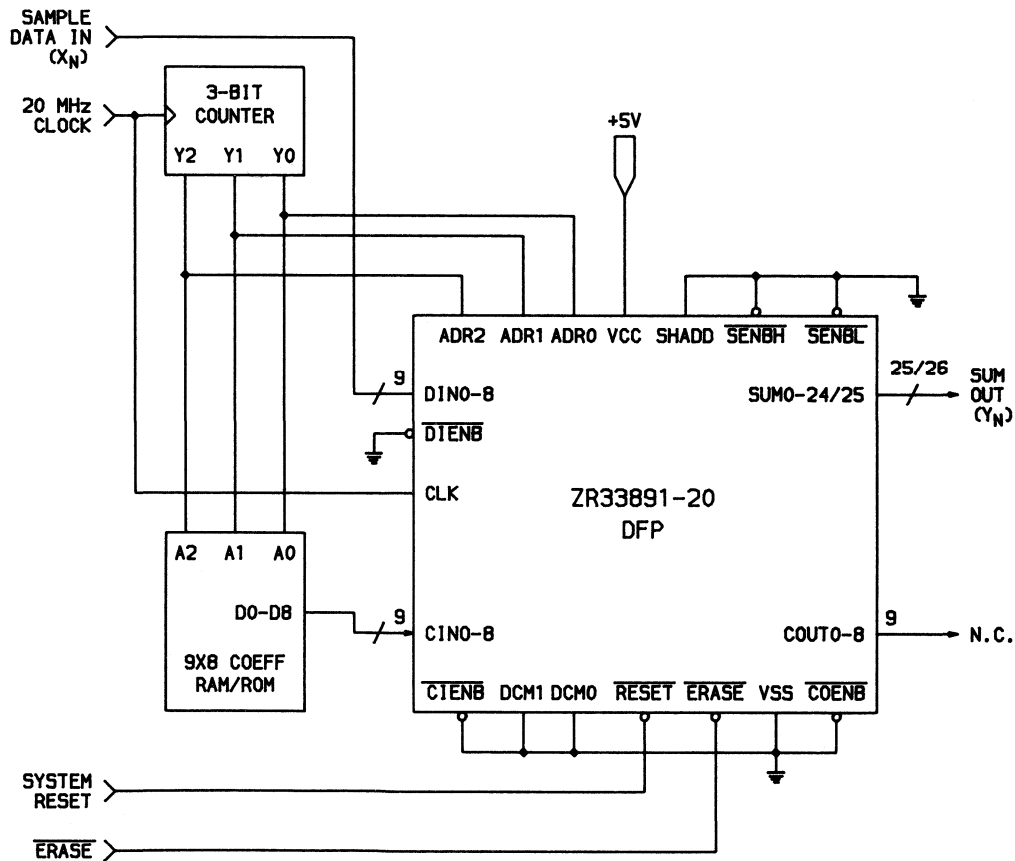 SAMPLE
DATA IN
(XN)
3-BIT
COUNTER
20 MHz
CLOCK
Y2 Y1 Y0
+5V
ADR2 ADR1 ADR0 VCC SHADD SENBH SENBL
9
DIN0-8
25/26
SUM0-24/25
SUM
OUT
(YN)
DIENB
CLK
ZR33891-20
DFP
A2 A1 A0
D0-D8
9
CIN0-8
9
COUT0-8
N.C.
9X8 COEFF
RAM/ROM
CIENB DCM1 DCM0 RESET ERASE VSS COENB
SYSTEM
RESET
ERASE